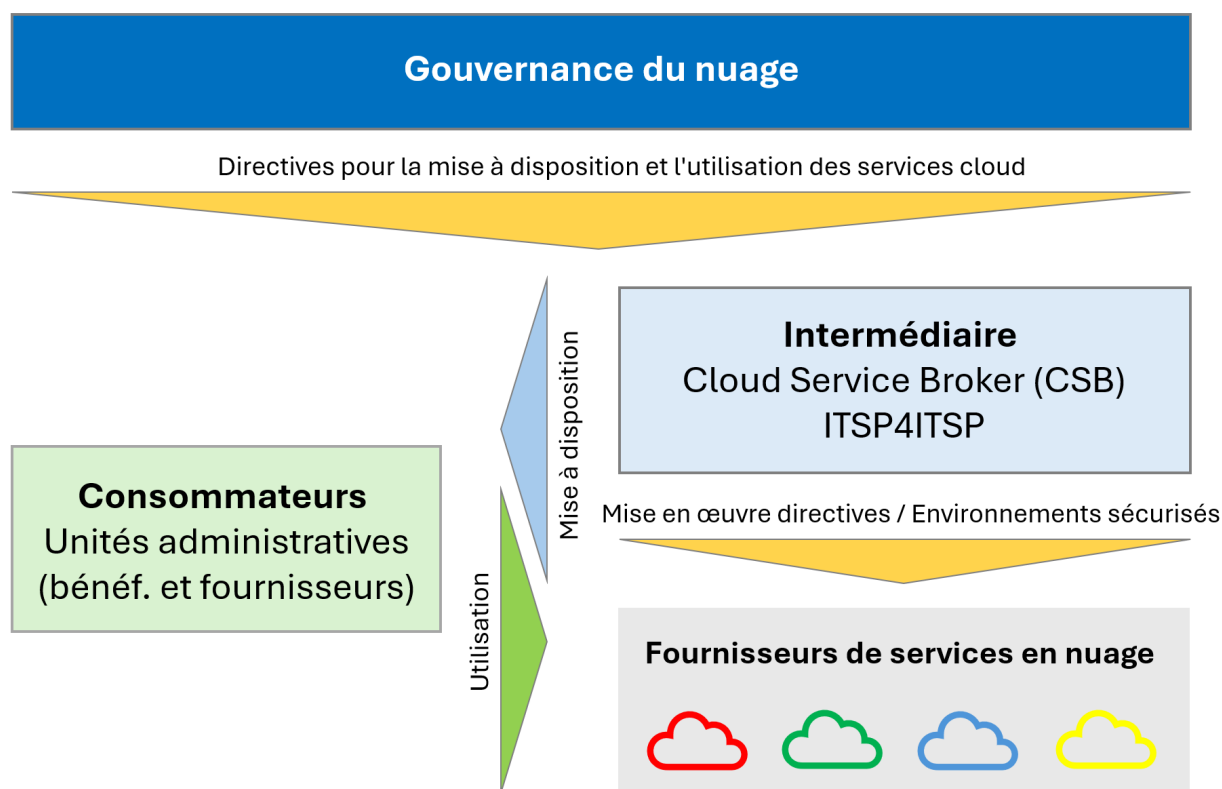 Gouvernance du nuage
Directives pour la mise à disposition et l'utilisation des services cloud
Intermédiaire
Cloud Service Broker (CSB)
ITSP4ITSP
Mise à disposition
Consommateurs
Unités administratives
(bénéf. et fournisseurs)
Mise en œuvre directives / Environnements sécurisés
Utilisation
Fournisseurs de services en nuage